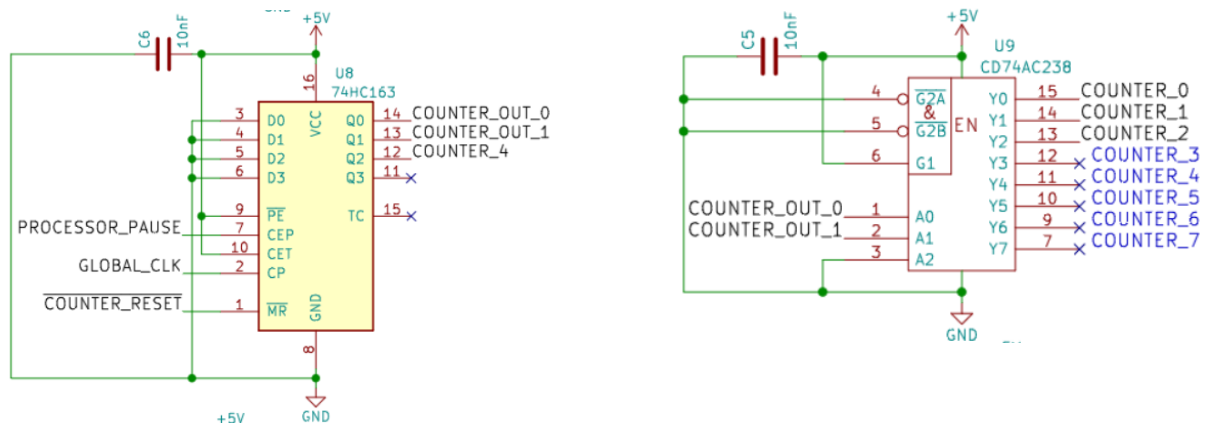 GND
+5V
C6
10nF
U8
74HC163
16
VCC
3 D0 Q0 14 COUNTER_OUT_0
4 D1 Q1 13 COUNTER_OUT_1
5 D2 Q2 12 COUNTER_4
6 D3 Q3 11
9 PE TC 15
PROCESSOR_PAUSE 7 CEP
10 CET
GLOBAL_CLK 2 CP
COUNTER_RESET 1 MR
GND
8
GND
+5V
+5V
C5
10nF
U9
CD74AC238
4 G2A Y0 15 COUNTER_0
& EN
5 G2B Y1 14 COUNTER_1
Y2 13 COUNTER_2
6 G1 Y3 12 COUNTER_3
Y4 11 COUNTER_4
COUNTER_OUT_0 1 A0 Y5 10 COUNTER_5
COUNTER_OUT_1 2 A1 Y6 9 COUNTER_6
3 A2 Y7 7 COUNTER_7
GND